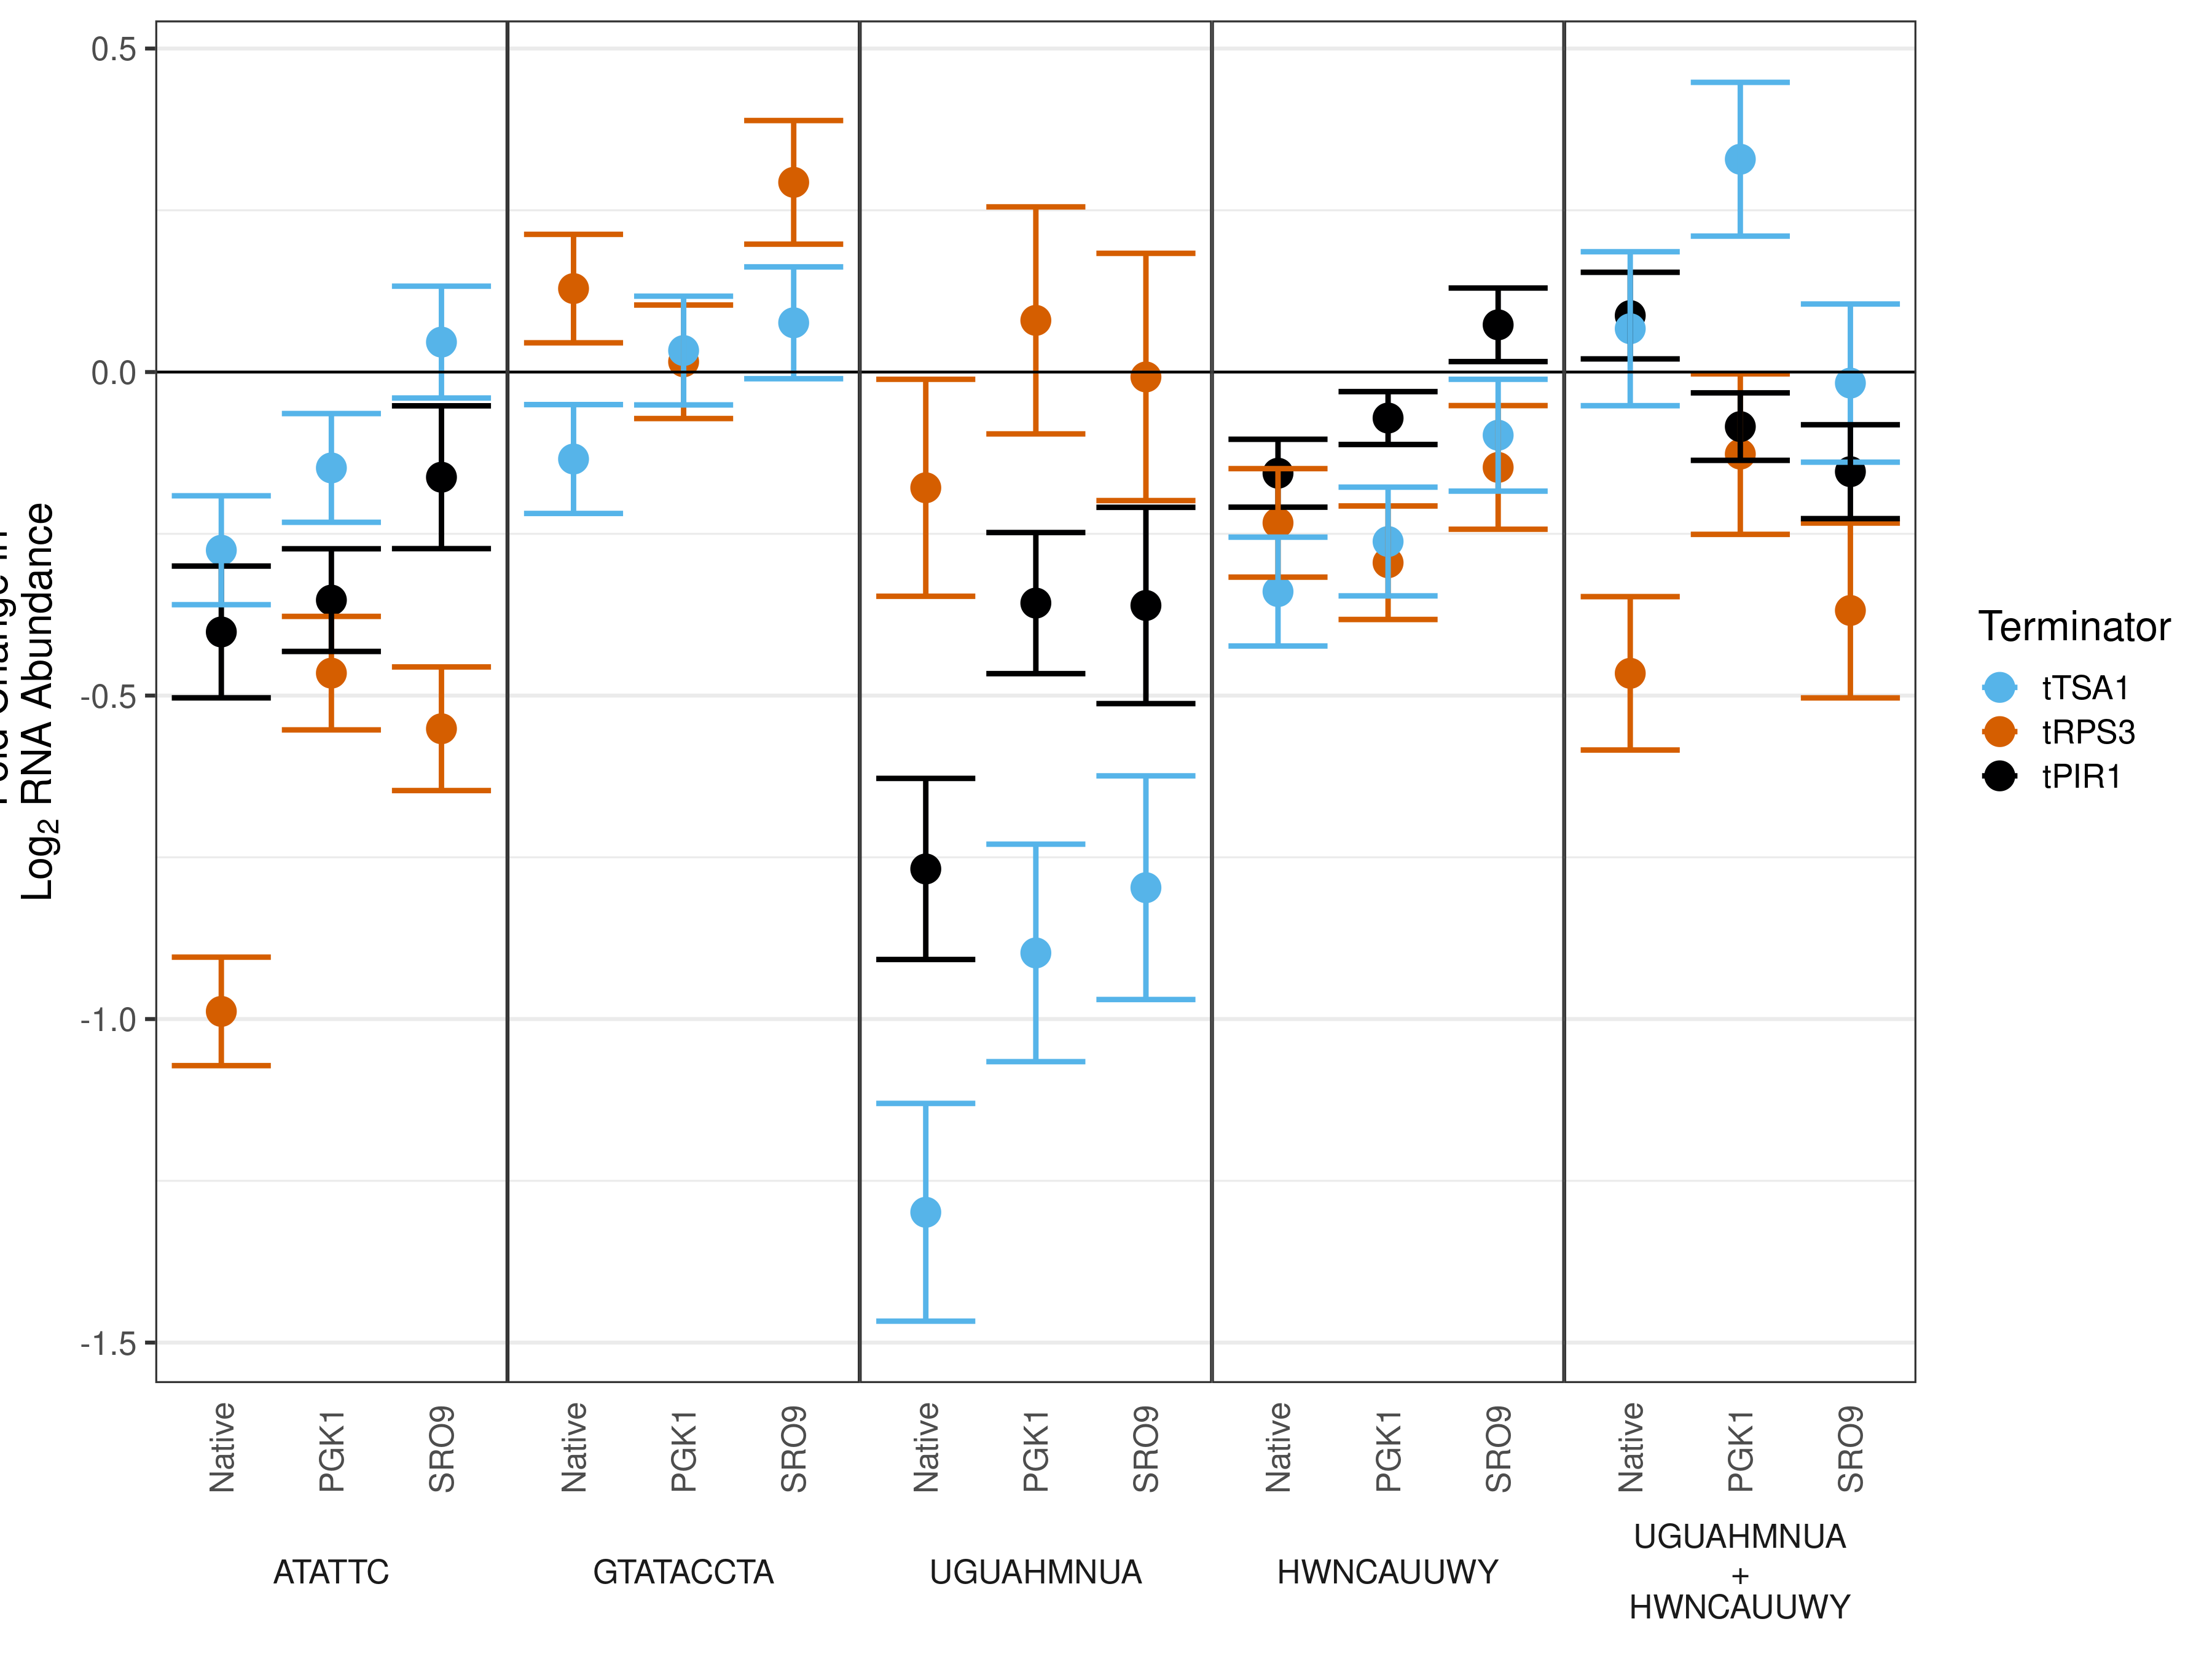 0.5
0.0
-0.5
-1.0
-1.5
Log2 RNA Abundance
Native PGK1 SRO9 Native PGK1 SRO9 Native PGK1 SRO9 Native PGK1 SRO9 Native PGK1 SRO9
ATATTC GTATACCTA UGUAHMNUA HWNCAUUWY
UGUAHMNUA
+
HWNCAUUWY
Terminator
tTSA1
tRPS3
tPIR1